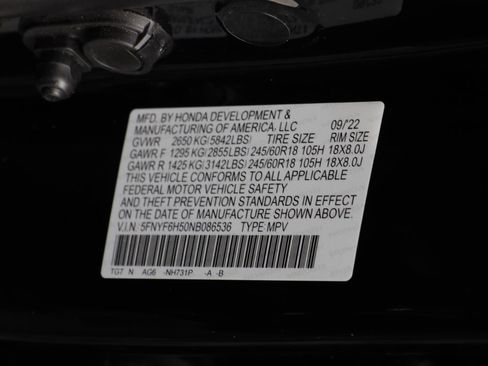 MFD. BY HONDA DEVELOPMENT &
MANUFACTURING OF AMERICA, LLC 09/'22
GVWR 2650 KG(5842LBS) TIRE SIZE RIM SIZE
GAWR F 1295 KG(2855LBS) 245/60R18 105H 18X8.0J
GAWR R 1425 KG(3142LBS) 245/60R18 105H 18X8.0J
THIS VEHICLE CONFORMS TO ALL APPLICABLE
FEDERAL MOTOR VEHICLE SAFETY
AND THEFT PREVENTION STANDARDS IN EFFECT
ON THE DATE OF MANUFACTURE SHOWN ABOVE.
V.I.N. 5FNYF6H50NB086536 TYPE MPV
TG7 N AG6 -NH731P -A -B